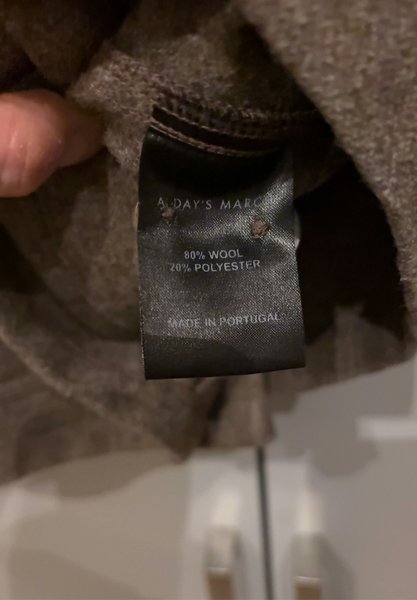 A DAY'S MARCH
80% WOOL
20% POLYESTER
MADE IN PORTUGAL